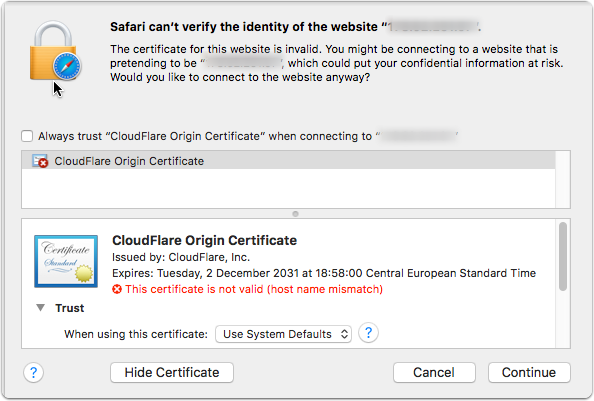 Safari can't verify the identity of the website "
The certificate for this website is invalid. You might be connecting to a website that is
pretending to be " ", which could put your confidential information at risk.
Would you like to connect to the website anyway?
Always trust "CloudFlare Origin Certificate" when connecting to "
CloudFlare Origin Certificate
Certificate
Standard
CloudFlare Origin Certificate
Issued by: CloudFlare, Inc.
Expires: Tuesday, 2 December 2031 at 18:58:00 Central European Standard Time
This certificate is not valid (host name mismatch)
Trust
When using this certificate: Use System Defaults ?
? Hide Certificate Cancel Continue